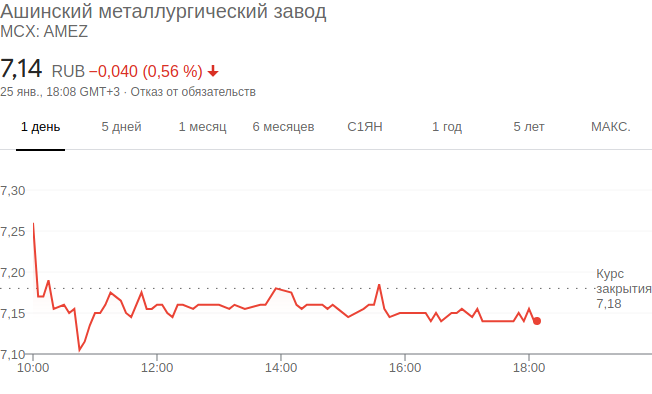 Ашинский металлургический завод
MCX: AMEZ
7,14 RUB −0,040 (0,56 %)
25 янв., 18:08 GMT+3 · Отказ от обязательств
1 день 5 дней 1 месяц 6 месяцев С1ЯН 1 год 5 лет МАКС.
7,30
7,25
7,20
Курс
закрытия
7,18
7,15
7,10
10:00 12:00 14:00 16:00 18:00